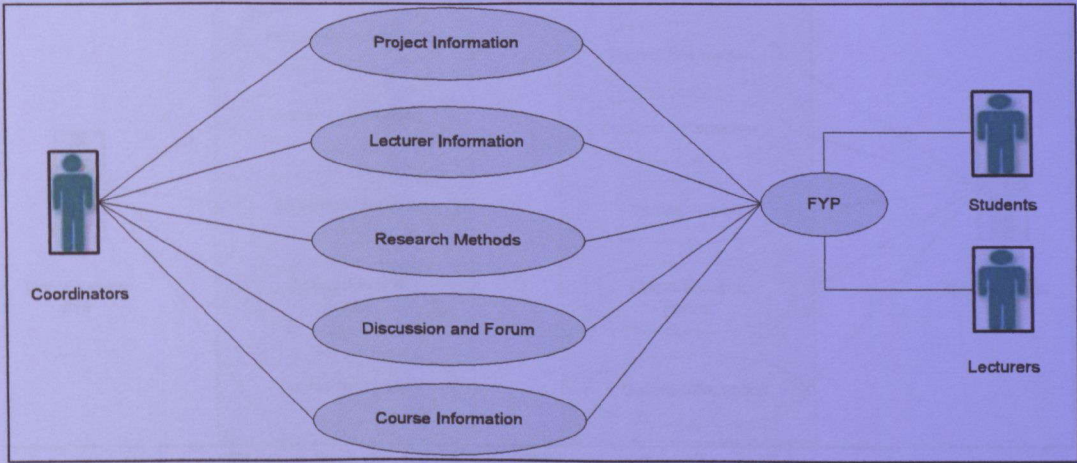 Project Information
Lecturer Information
Research Methods
Discussion and Forum
Course Information
Coordinators
FYP
Students
Lecturers